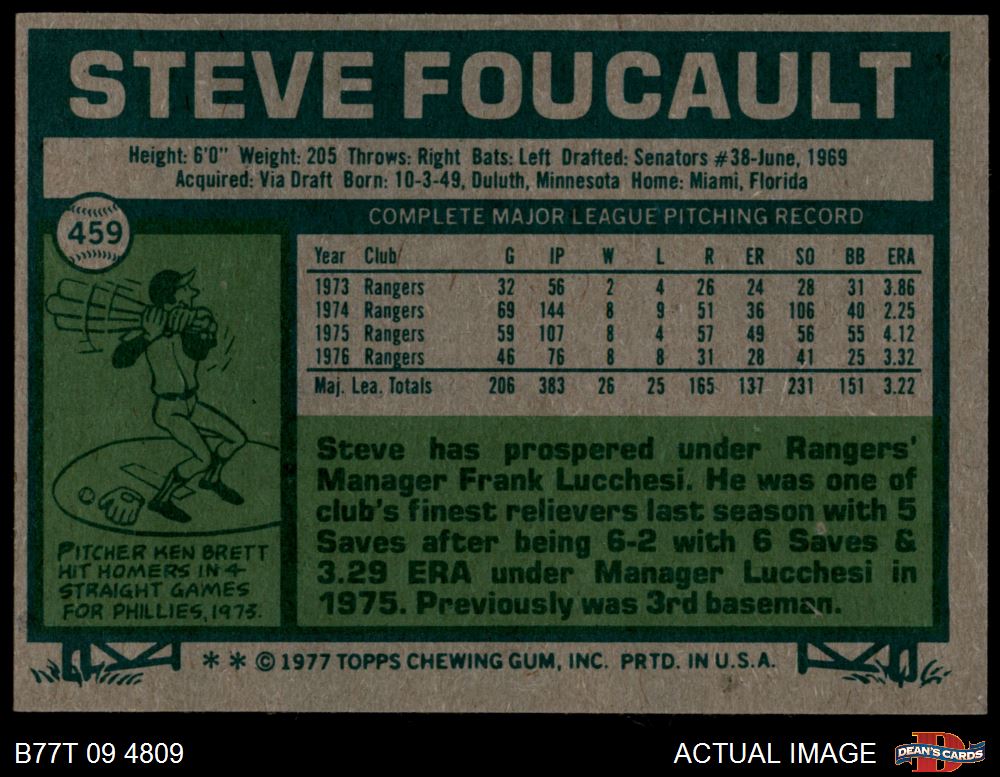 STEVE FOUCAULT
Height: 6'0" Weight: 205 Throws: Right Bats: Left Drafted: Senators #38-June, 1969
Acquired: Via Draft Born: 10-3-49, Duluth, Minnesota Home: Miami, Florida
459
COMPLETE MAJOR LEAGUE PITCHING RECORD
Year Club G IP W L R ER SO BB ERA
1973 Rangers 32 56 2 4 26 24 28 31 3.86
1974 Rangers 69 144 8 9 51 36 106 40 2.25
1975 Rangers 59 107 8 4 57 49 56 55 4.12
1976 Rangers 46 76 8 8 31 28 41 25 3.32
Maj. Lea. Totals 206 383 26 25 165 137 231 151 3.22
Steve has prospered under Rangers'
Manager Frank Lucchesi. He was one of
club's finest relievers last season with 5
Saves after being 6-2 with 6 Saves &
3.29 ERA under Manager Lucchesi in
1975. Previously was 3rd baseman.
PITCHER KEN BRETT
HIT HOMERS IN 4
STRAIGHT GAMES
FOR PHILLIES, 1973.
** © 1977 TOPPS CHEWING GUM, INC. PRTD. IN U.S.A.
B77T 09 4809
ACTUAL IMAGE
D
DEAN'S CARDS